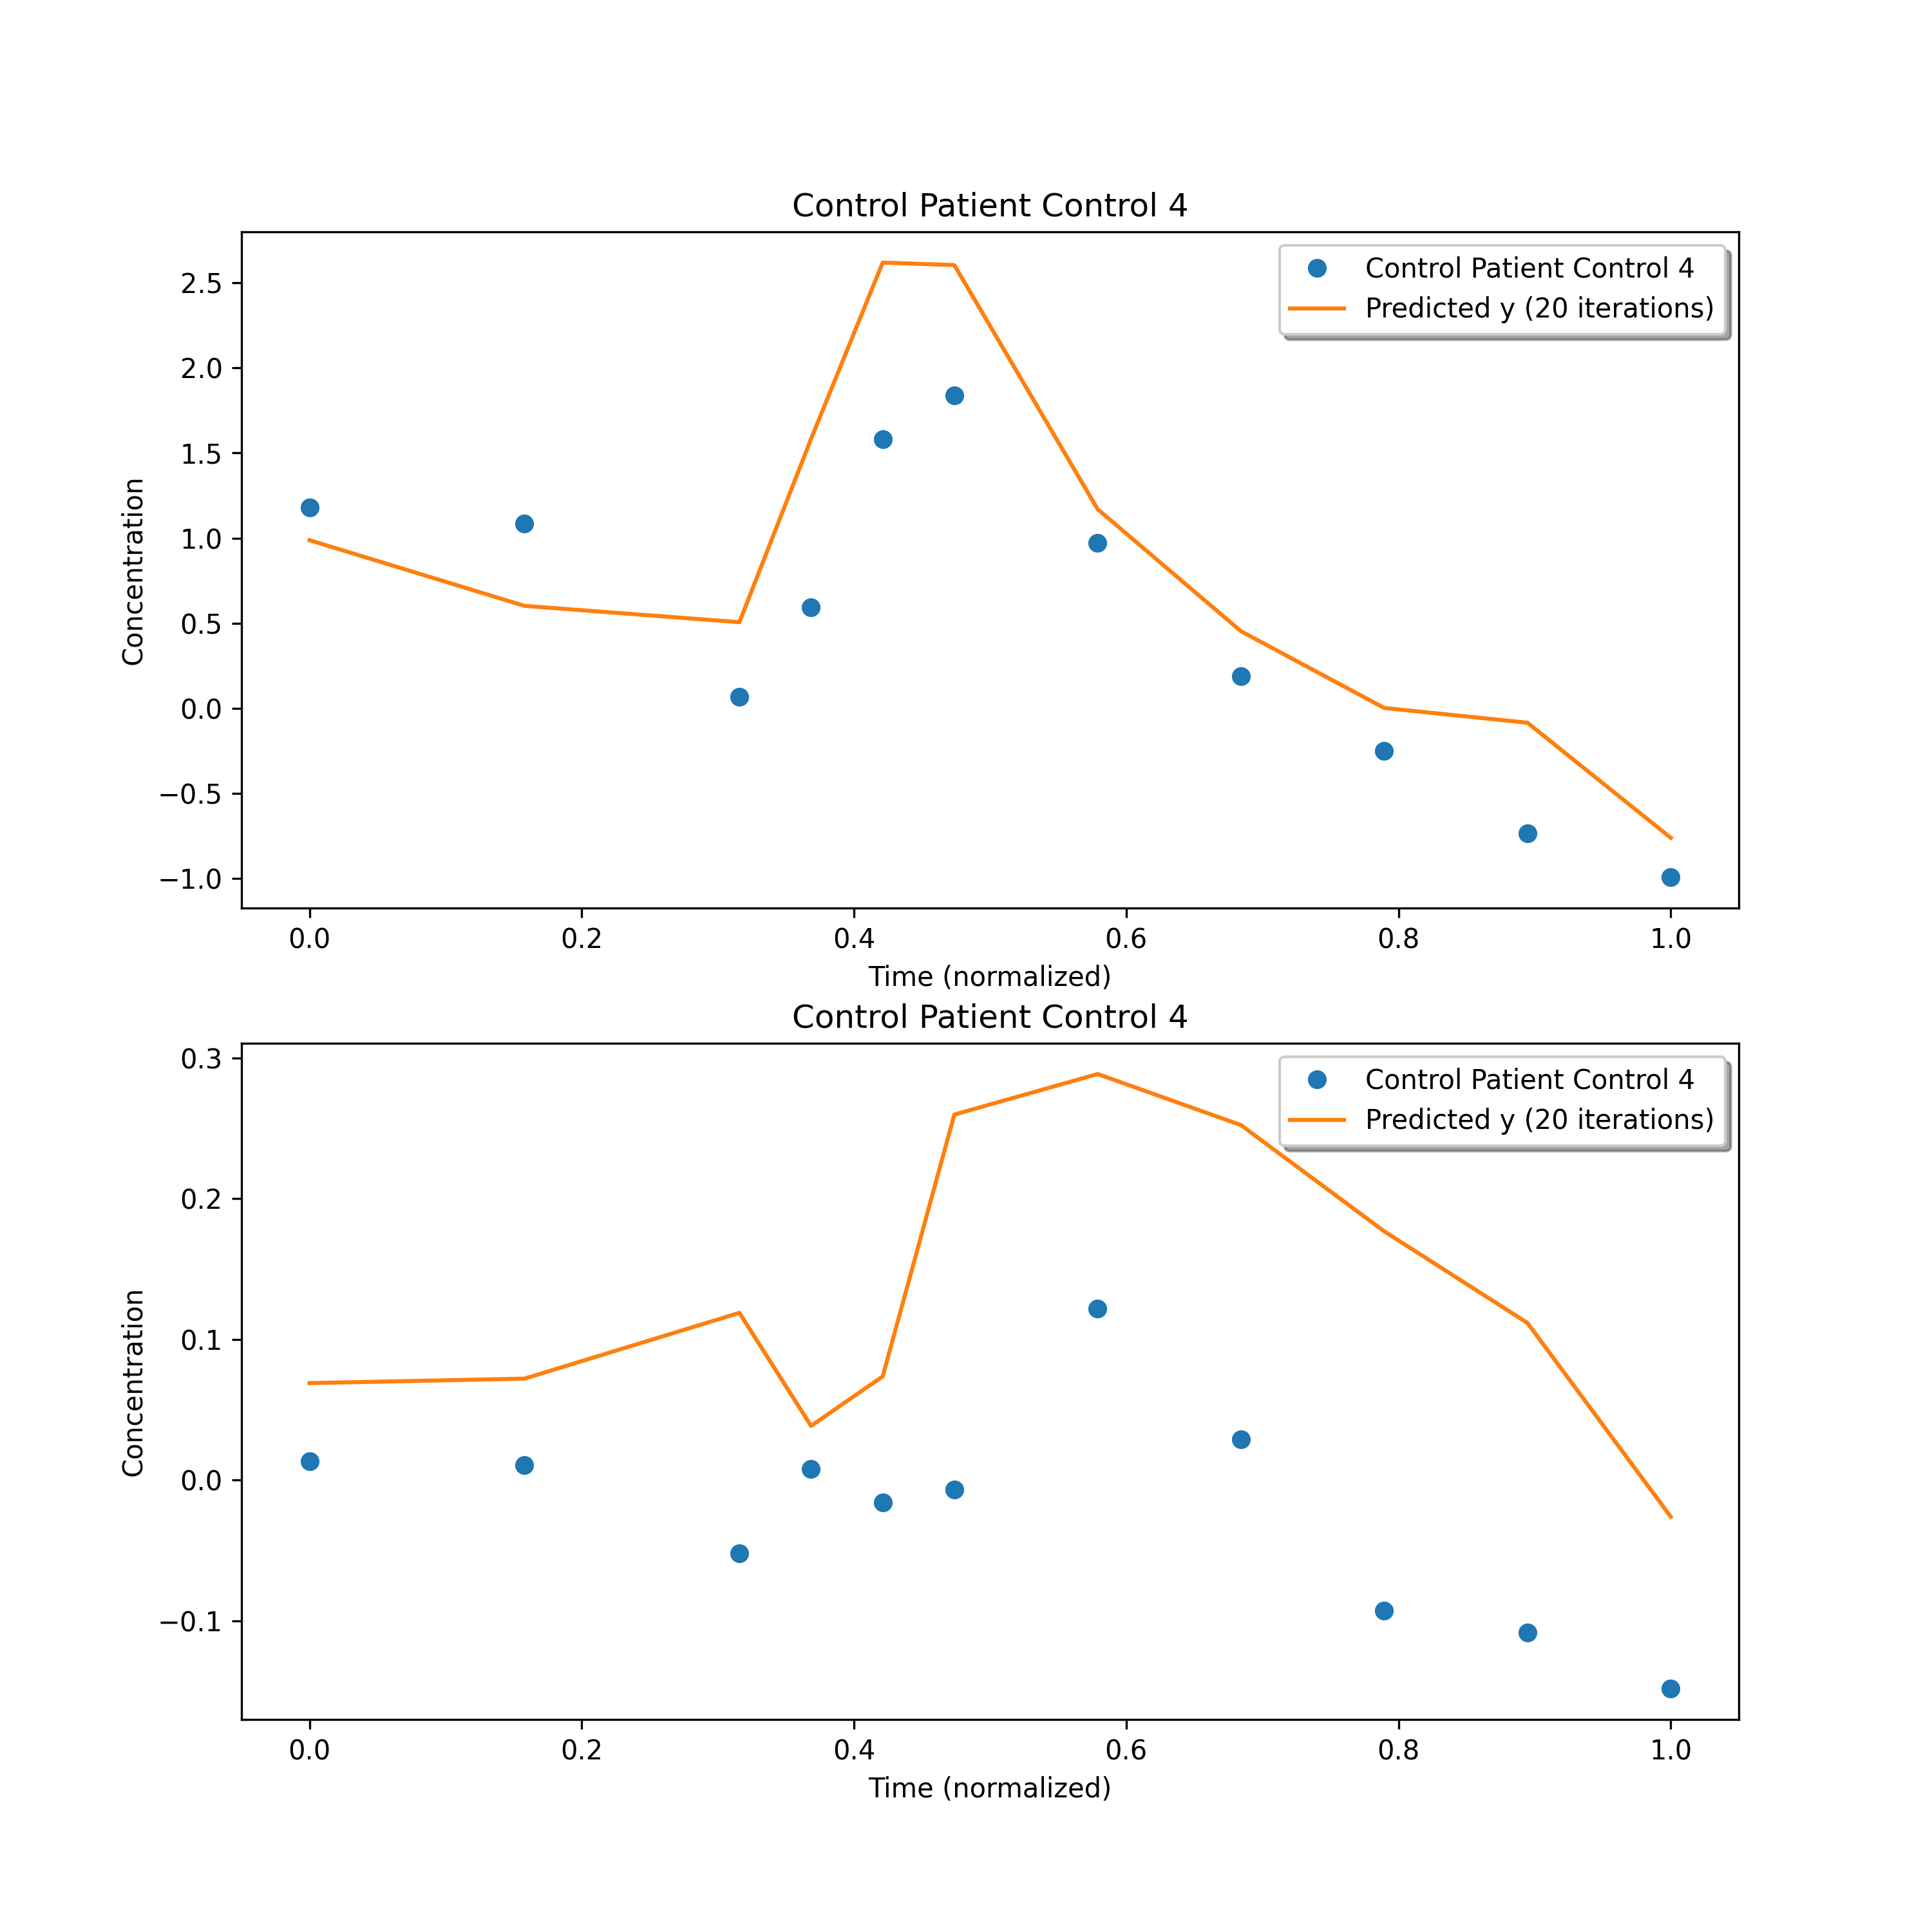 Control Patient Control 4
Control Patient Control 4
Predicted y (20 iterations)
2.5
2.0
1.5
1.0
0.5
0.0
−0.5
−1.0
Concentration
0.0 0.2 0.4 0.6 0.8 1.0
Time (normalized)
Control Patient Control 4
Control Patient Control 4
Predicted y (20 iterations)
0.3
0.2
0.1
0.0
−0.1
Concentration
0.0 0.2 0.4 0.6 0.8 1.0
Time (normalized)